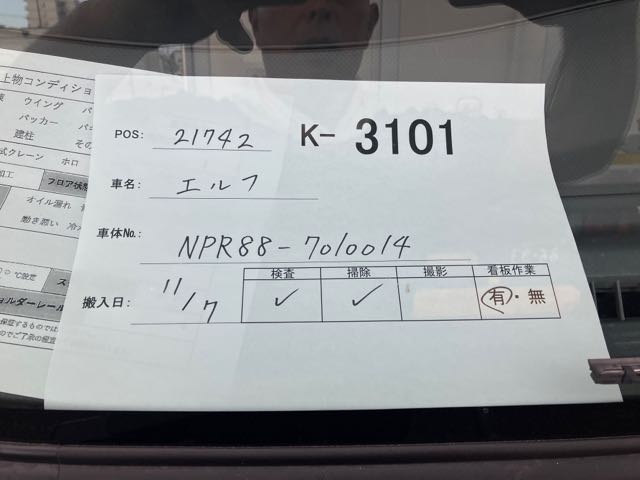 上物コンディショ
ウイング
パッカー
建柱
式クレーン ホロ
加工 フロア状態
オイル漏れ
動き悪い
℃設定
ョルダーレール
POS: 21742 K- 3101
車名: エルフ
車体No.: NPR88-7010014
検査 掃除 撮影 看板作業
搬入日: 11/7 ✓ ✓ 有・無